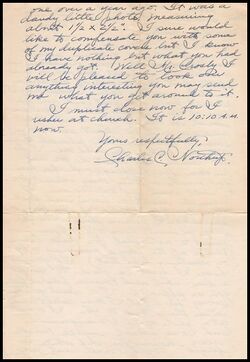 one over a year ago. It was a
dandy little photo, measuring
about 1½ x 2½". I sure would
like to compensate you with some
of my duplicate covers but I know
I have nothing but what you had
already got. Well Mr. Crosby I
will be pleased to look over
anything interesting you may send
me what you get around to it.
I must close now for I
usher at church. It is 10:10 A.M.
now.
Yours respectfully,
Charles C.